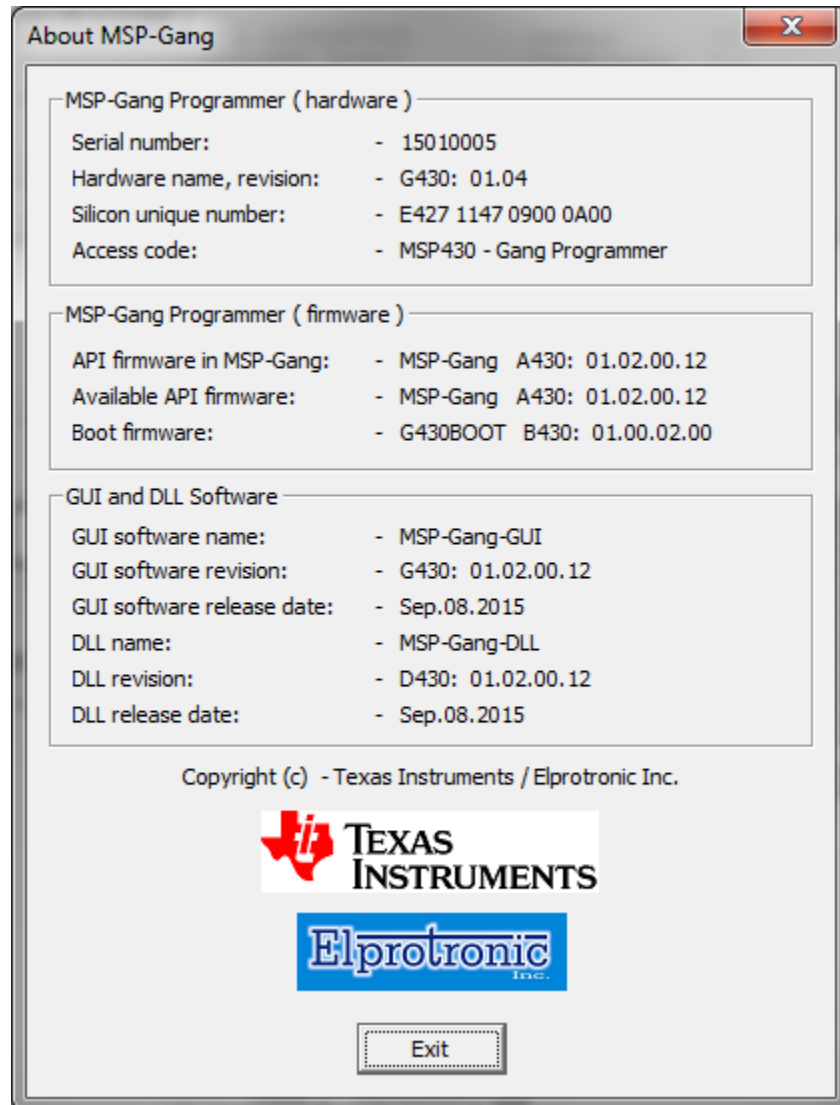 About MSP-Gang
MSP-Gang Programmer ( hardware )
Serial number: - 15010005
Hardware name, revision: - G430: 01.04
Silicon unique number: - E427 1147 0900 0A00
Access code: - MSP430 - Gang Programmer
MSP-Gang Programmer ( firmware )
API firmware in MSP-Gang: - MSP-Gang A430: 01.02.00.12
Available API firmware: - MSP-Gang A430: 01.02.00.12
Boot firmware: - G430BOOT B430: 01.00.02.00
GUI and DLL Software
GUI software name: - MSP-Gang-GUI
GUI software revision: - G430: 01.02.00.12
GUI software release date: - Sep.08.2015
DLL name: - MSP-Gang-DLL
DLL revision: - D430: 01.02.00.12
DLL release date: - Sep.08.2015
Copyright (c) - Texas Instruments / Elprotronic Inc.
TEXAS
INSTRUMENTS
Elprotronic
Inc.
Exit